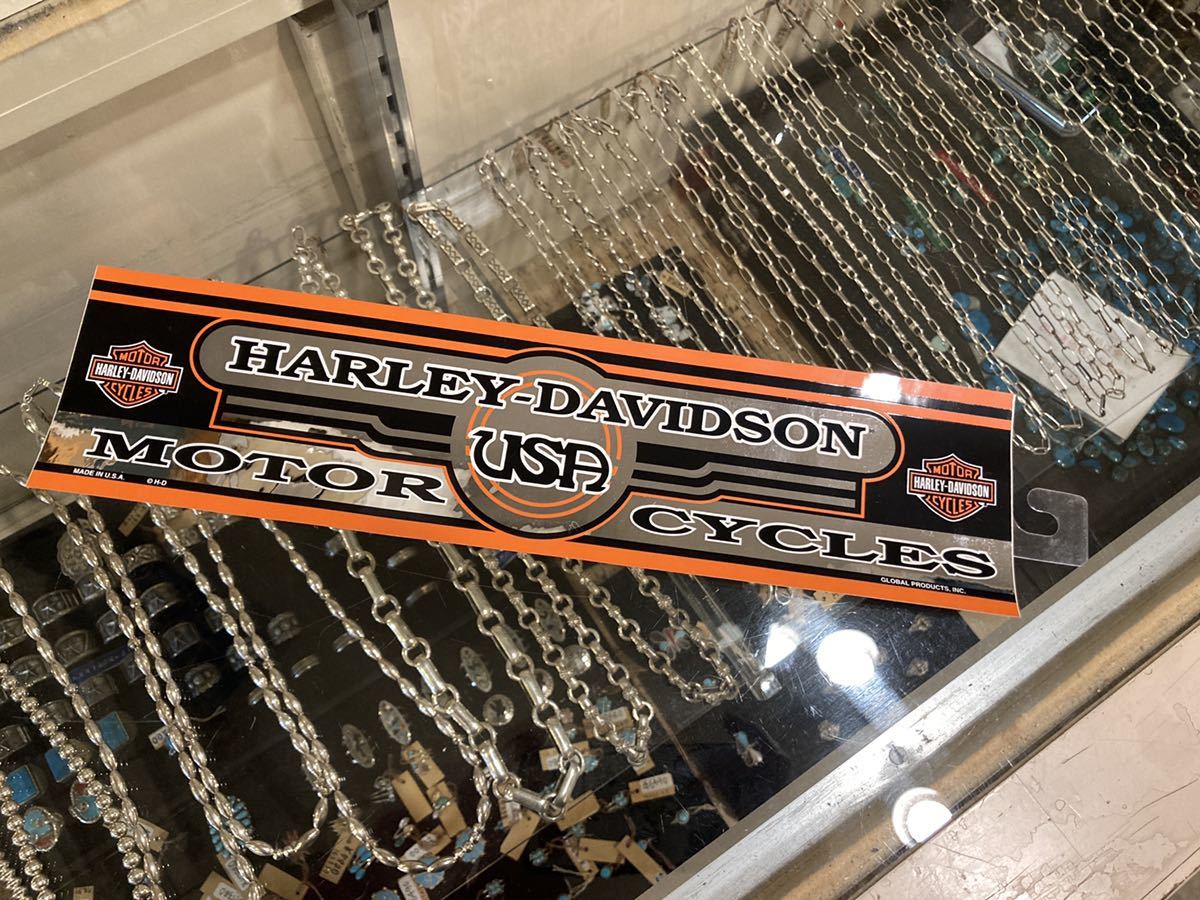 HARLEY-DAVIDSON
USA
MOTOR CYCLES
MOTOR
HARLEY-DAVIDSON
CYCLES
MOTOR
HARLEY-DAVIDSON
CYCLES
MADE IN U.S.A. © H-D
GLOBAL PRODUCTS, INC.